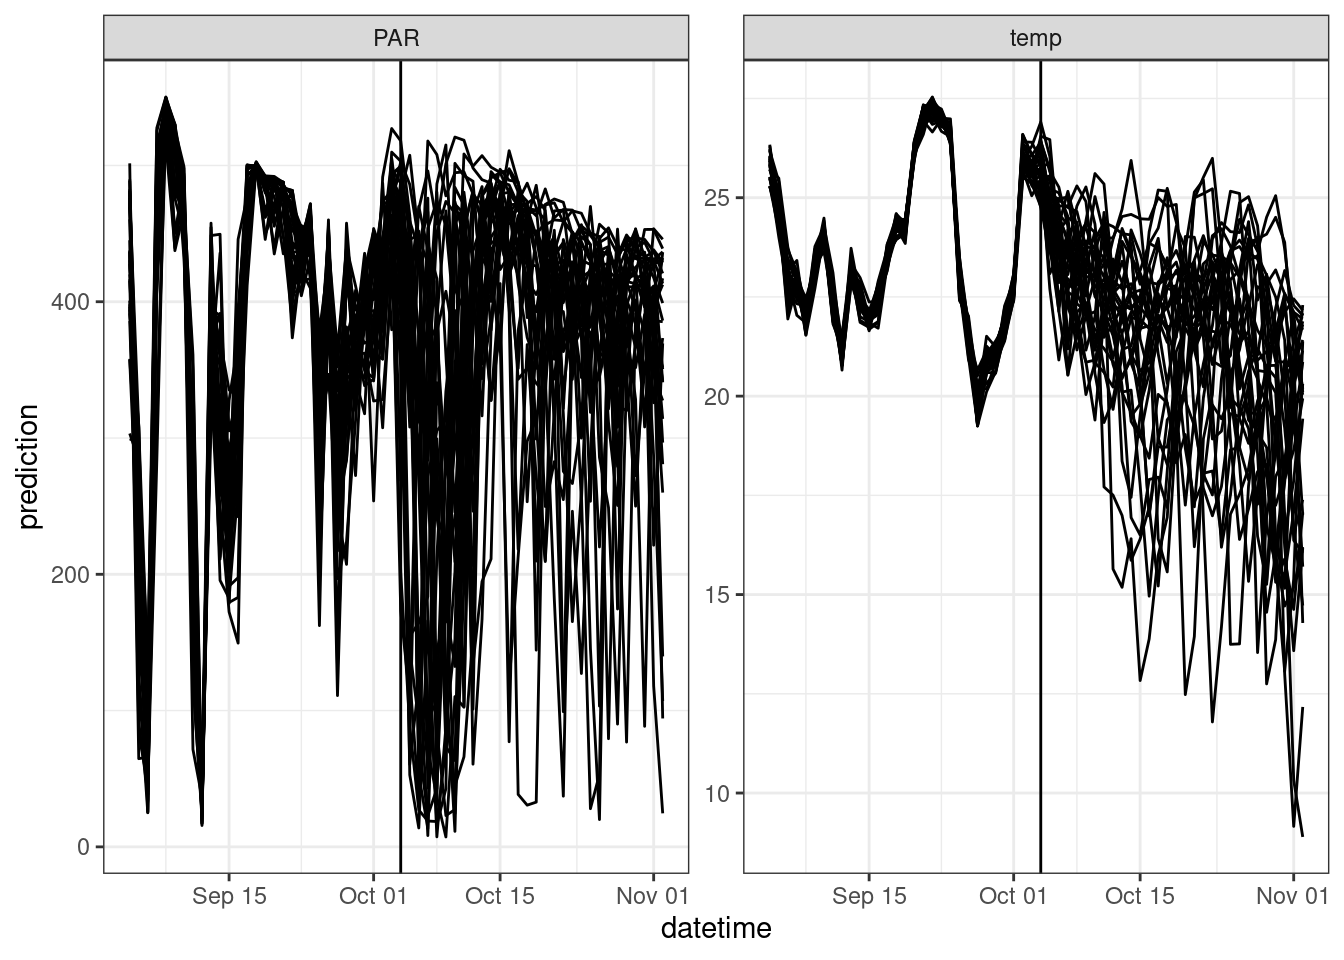 PAR
temp
prediction
400
200
0
25
20
15
10
Sep 15
Oct 01
Oct 15
Nov 01
Sep 15
Oct 01
Oct 15
Nov 01
datetime